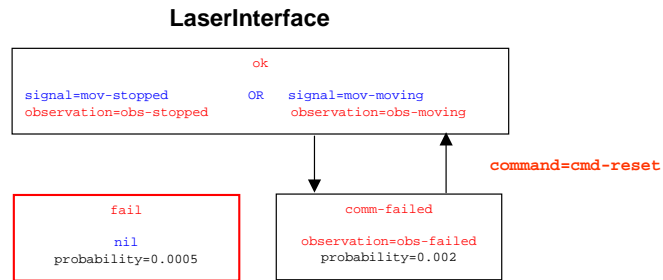 LaserInterface
ok
signal=mov-stopped OR signal=mov-moving
observation=obs-stopped observation=obs-moving
command=cmd-reset
fail
nil
probability=0.0005
comm-failed
observation=obs-failed
probability=0.002